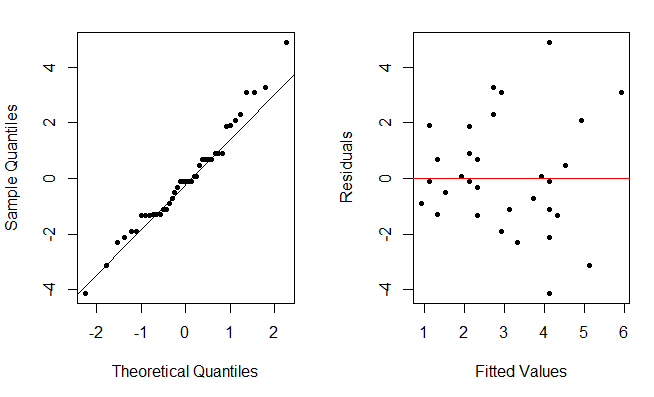 Sample Quantiles
4
2
0
-2
-4
-2 -1 0 1 2
Theoretical Quantiles
Residuals
4
2
0
-2
-4
1 2 3 4 5 6
Fitted Values